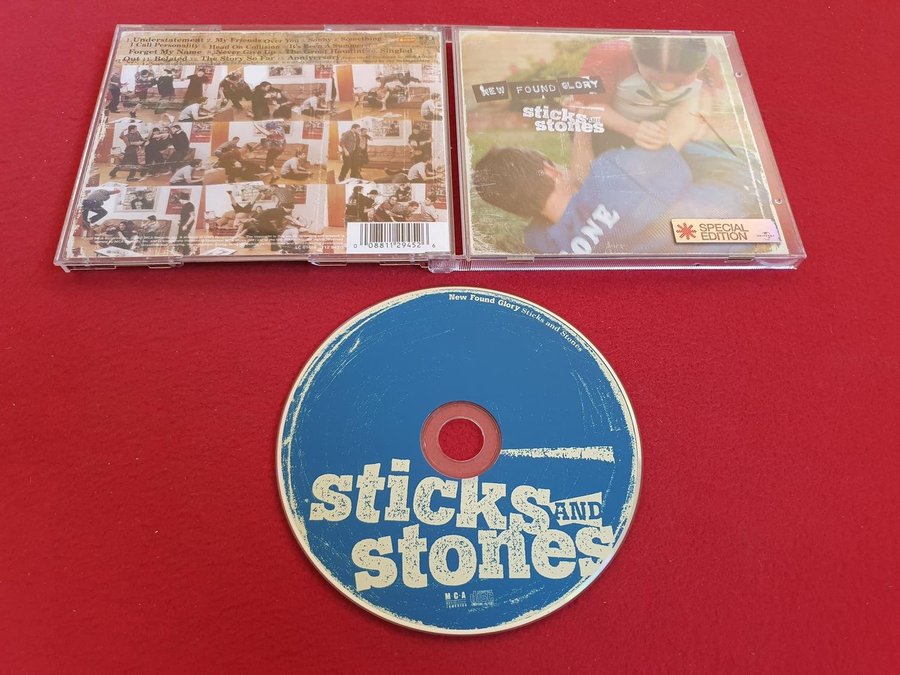 1. Understatement 2. My Friends Over You 3. Sonny 4. Something
I Call Personality 5. Head On Collision 6. It's Been A Summer
Forget My Name 8. Never Give Up 9. The Great Houdini 10. Singled
Out 11. Belated 12. The Story So Far 13. Anniversary
0 08811 29452 6
NEW FOUND GLORY
sticks AND
stones
ONE
SPECIAL
EDITION
New Found Glory Sticks and Stones
sticks AND
stones
M·C·A